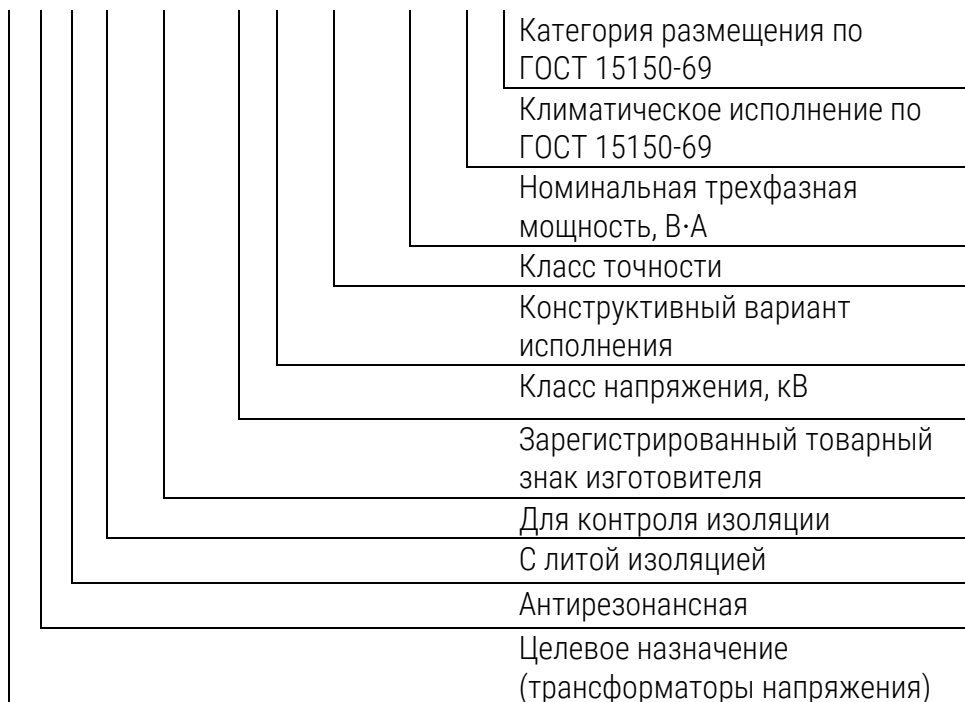 Категория размещения по
ГОСТ 15150-69
Климатическое исполнение по
ГОСТ 15150-69
Номинальная трехфазная
мощность, В·А
Класс точности
Конструктивный вариант
исполнения
Класс напряжения, кВ
Зарегистрированный товарный
знак изготовителя
Для контроля изоляции
С литой изоляцией
Антирезонансная
Целевое назначение
(трансформаторы напряжения)